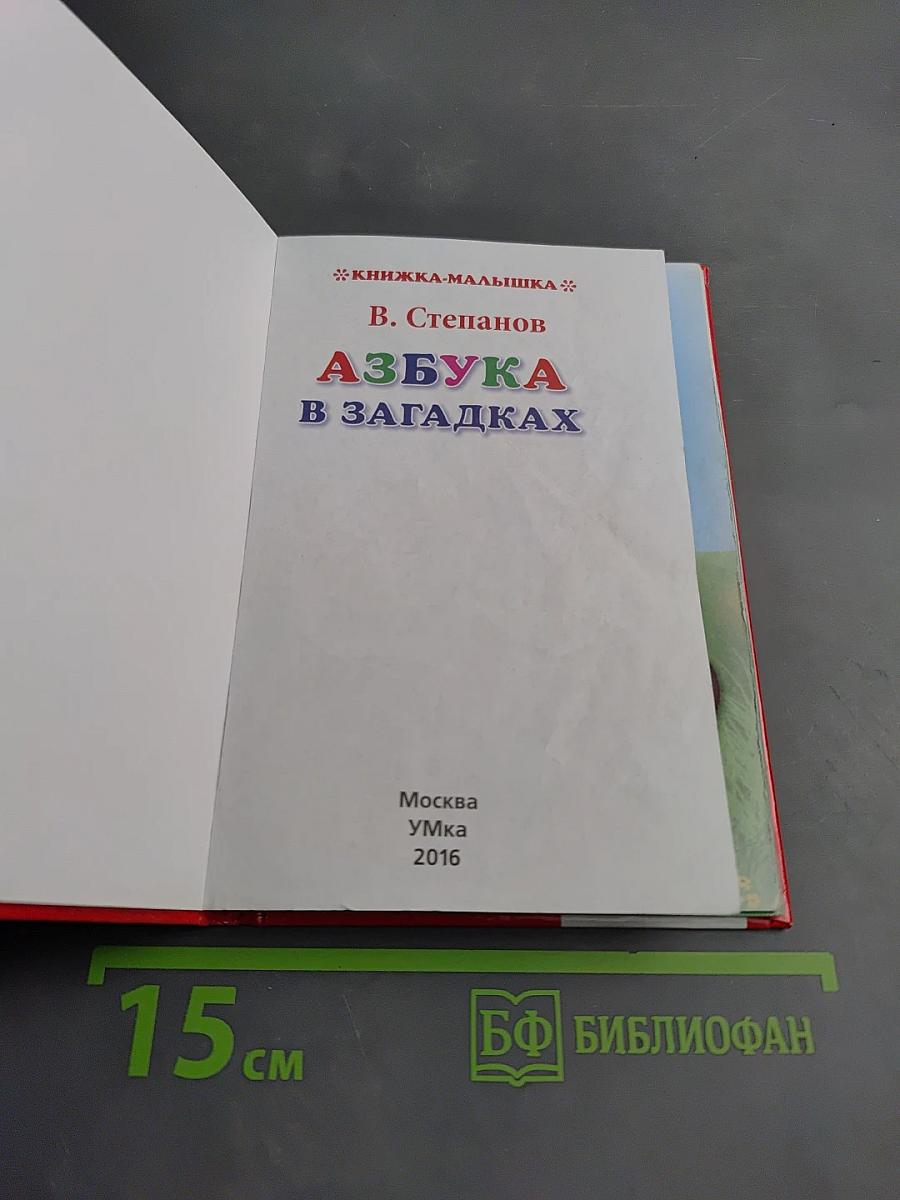 КНИЖКА-МАЛЫШКА
В. Степанов
АЗБУКА
В ЗАГАДКАХ
Москва
УМка
2016
15 см
БФ БИБЛИОФАН